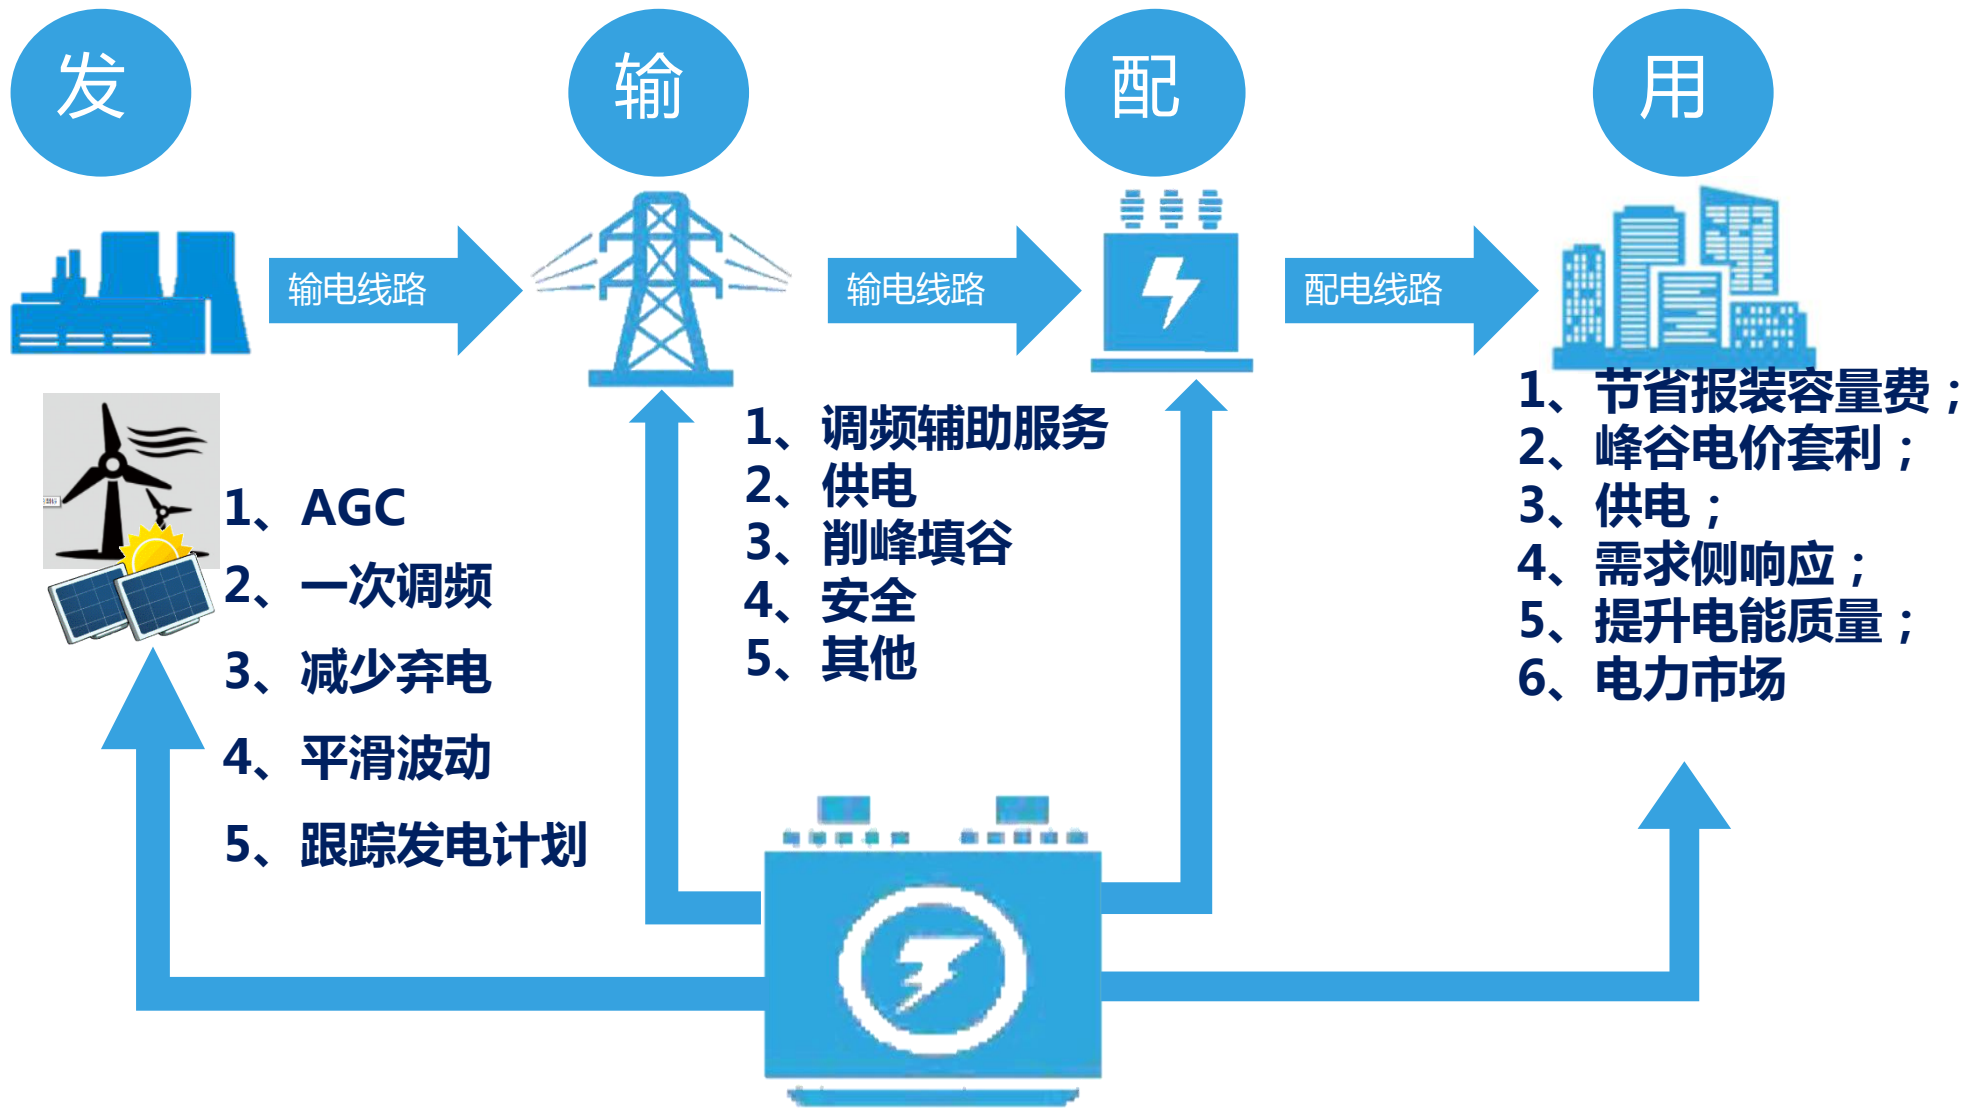 发
输
配
用
输电线路
输电线路
配电线路
1、AGC
2、一次调频
3、减少弃电
4、平滑波动
5、跟踪发电计划
1、调频辅助服务
2、供电
3、削峰填谷
4、安全
5、其他
1、节省报装容量费；
2、峰谷电价套利；
3、供电；
4、需求侧响应；
5、提升电能质量；
6、电力市场